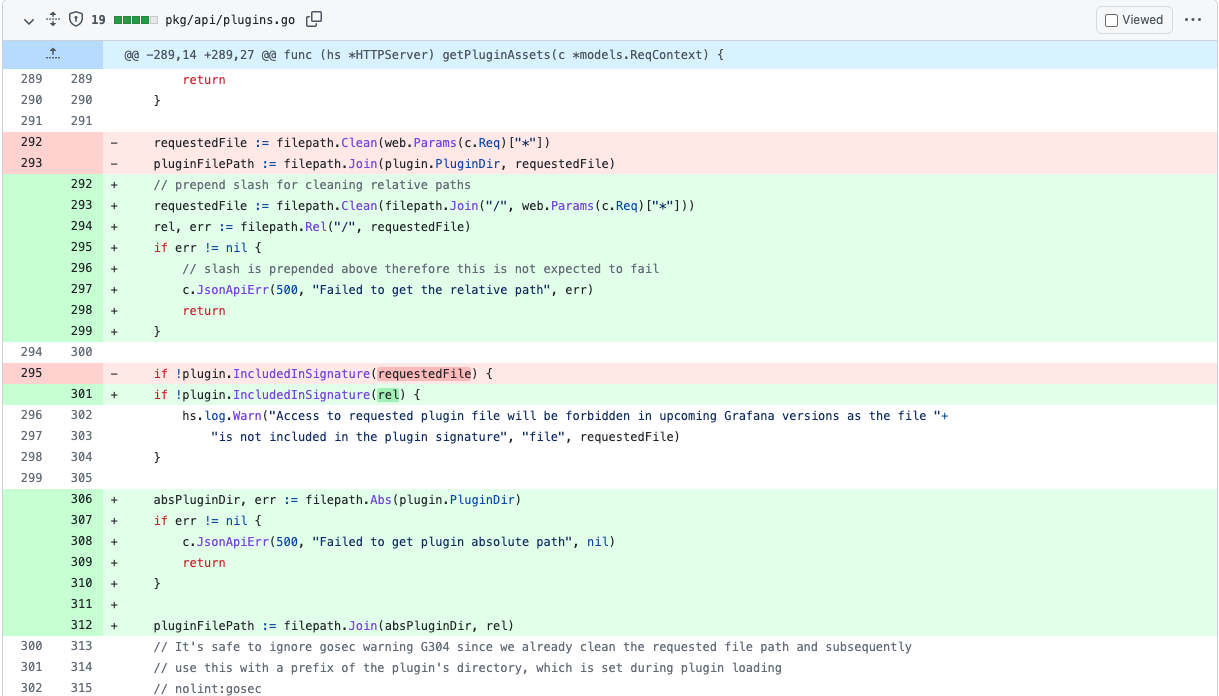 19 pkg/api/plugins.go Viewed ...
@@ -289,14 +289,27 @@ func (hs *HTTPServer) getPluginAssets(c *models.ReqContext) {
289 289 return
290 290 }
291 291
292 - requestedFile := filepath.Clean(web.Params(c.Req)["*"])
293 - pluginFilePath := filepath.Join(plugin.PluginDir, requestedFile)
292 + // prepend slash for cleaning relative paths
293 + requestedFile := filepath.Clean(filepath.Join("/", web.Params(c.Req)["*"]))
294 + rel, err := filepath.Rel("/", requestedFile)
295 + if err != nil {
296 + // slash is prepended above therefore this is not expected to fail
297 + c.JsonApiErr(500, "Failed to get the relative path", err)
298 + return
299 + }
294 300
295 - if !plugin.IncludedInSignature(requestedFile) {
301 + if !plugin.IncludedInSignature(rel) {
296 302 hs.log.Warn("Access to requested plugin file will be forbidden in upcoming Grafana versions as the file "+
297 303 "is not included in the plugin signature", "file", requestedFile)
298 304 }
299 305
306 + absPluginDir, err := filepath.Abs(plugin.PluginDir)
307 + if err != nil {
308 + c.JsonApiErr(500, "Failed to get plugin absolute path", nil)
309 + return
310 + }
311 +
312 + pluginFilePath := filepath.Join(absPluginDir, rel)
300 313 // It's safe to ignore gosec warning G304 since we already clean the requested file path and subsequently
301 314 // use this with a prefix of the plugin's directory, which is set during plugin loading
302 315 // nolint:gosec